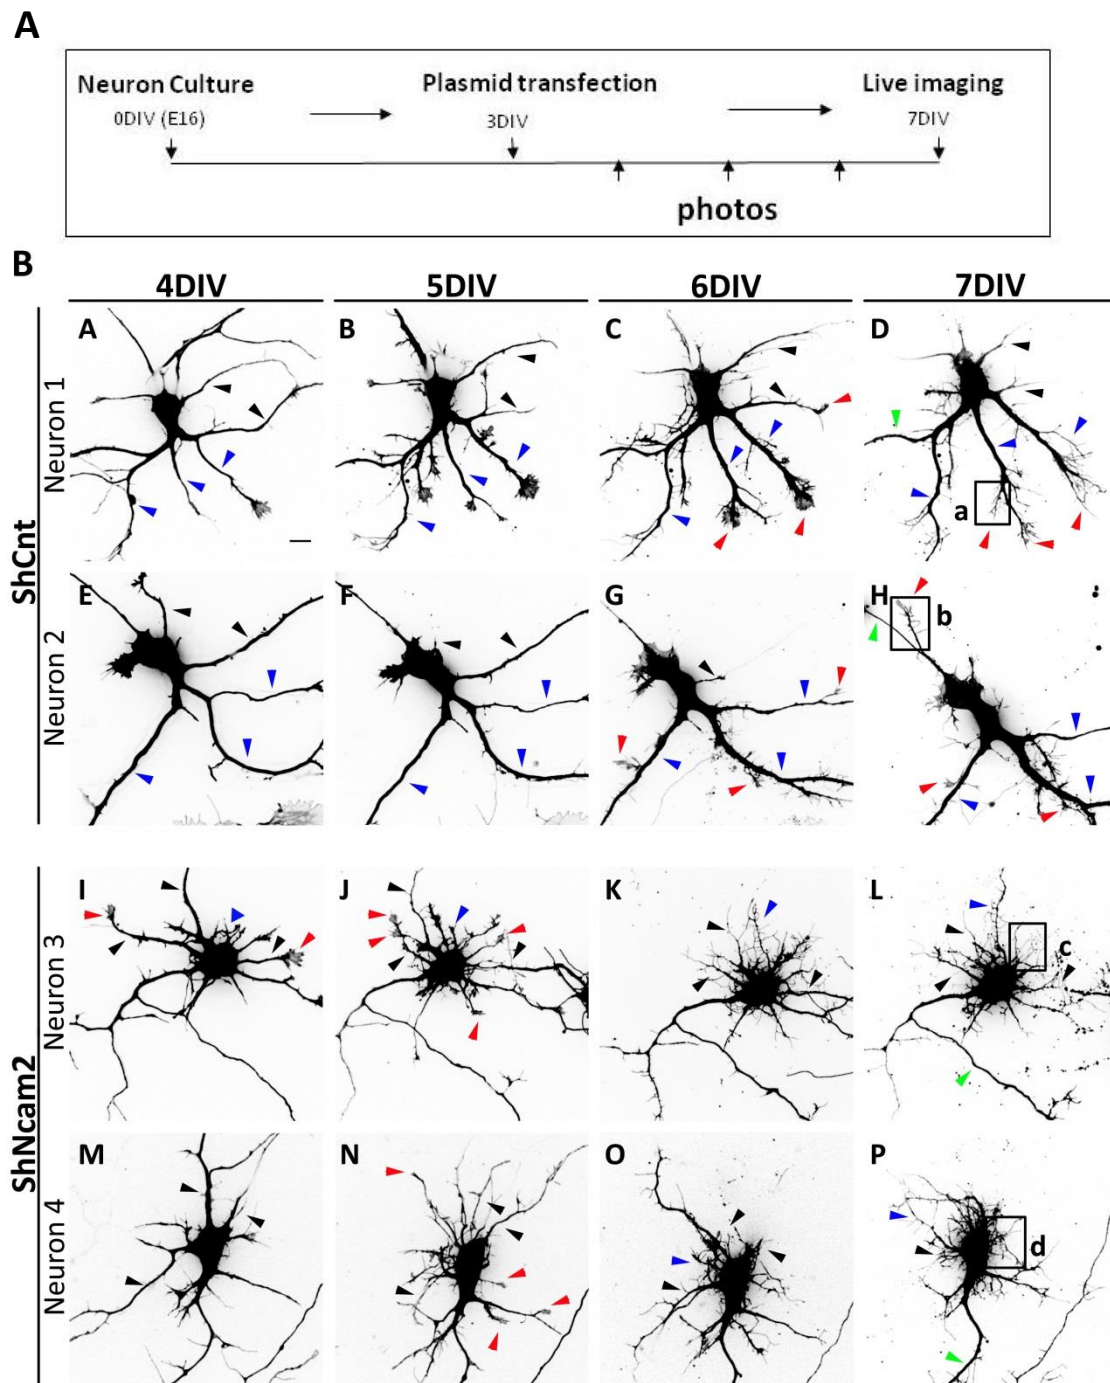 A
Neuron Culture Plasmid transfection Live imaging
0DIV (E16) 3DIV 7DIV
photos
B
4DIV 5DIV 6DIV 7DIV
ShCnt
Neuron 1
A B C D
a
Neuron 2
E F G H
b
ShNcam2
Neuron 3
I J K L
c
Neuron 4
M N O P
d